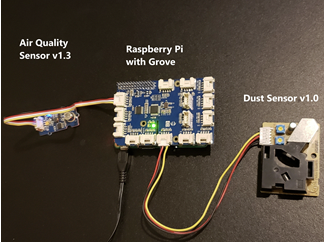 Air Quality
Sensor v1.3
Raspberry Pi
with Grove
Dust Sensor v1.0